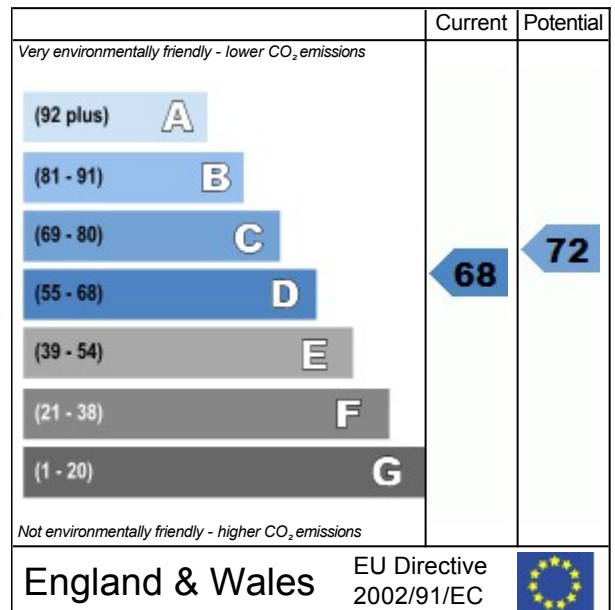 Current Potential
Very environmentally friendly - lower CO₂ emissions
(92 plus) A
(81 - 91) B
(69 - 80) C
(55 - 68) D
(39 - 54) E
(21 - 38) F
(1 - 20) G
68
72
Not environmentally friendly - higher CO₂ emissions
England & Wales
EU Directive
2002/91/EC